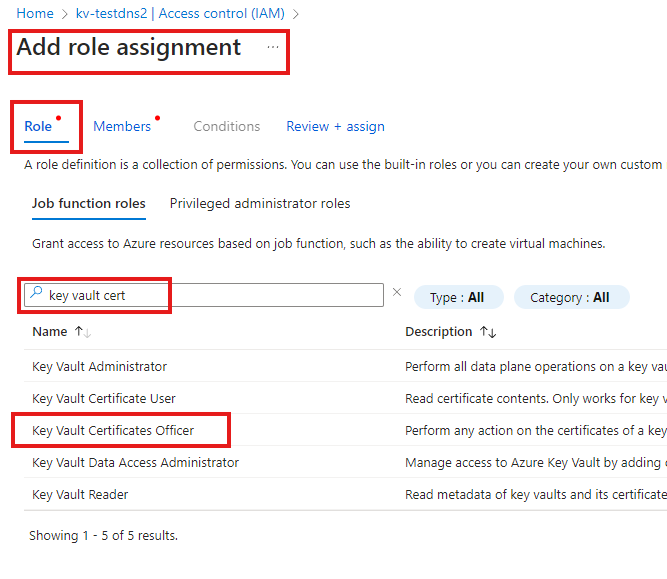 Home > kv-testdns2 | Access control (IAM) >
Add role assignment ...
Role Members Conditions Review + assign
A role definition is a collection of permissions. You can use the built-in roles or you can create your own custom
Job function roles Privileged administrator roles
Grant access to Azure resources based on job function, such as the ability to create virtual machines.
key vault cert × Type : All Category : All
Name ↑↓ Description ↑↓
Key Vault Administrator Perform all data plane operations on a key vau
Key Vault Certificate User Read certificate contents. Only works for key v
Key Vault Certificates Officer Perform any action on the certificates of a key
Key Vault Data Access Administrator Manage access to Azure Key Vault by adding
Key Vault Reader Read metadata of key vaults and its certificate
Showing 1 - 5 of 5 results.